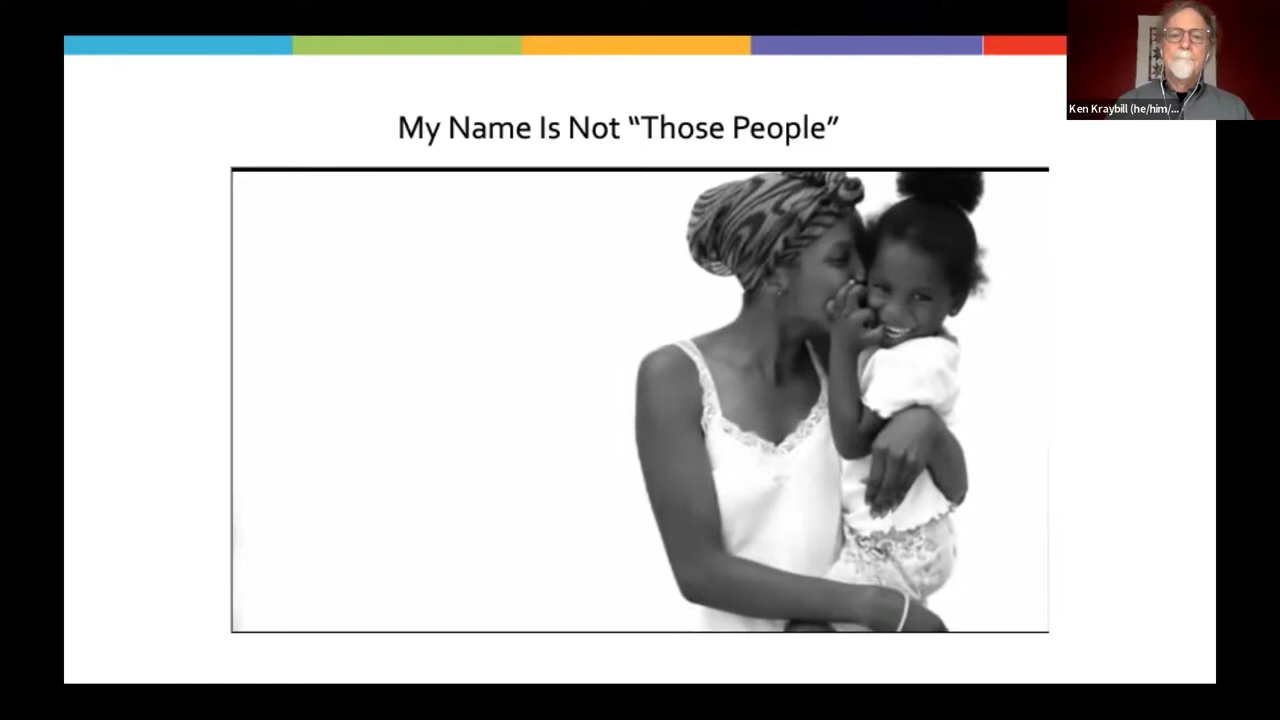 My Name Is Not “Those People”
Ken Kraybill (he/him/...